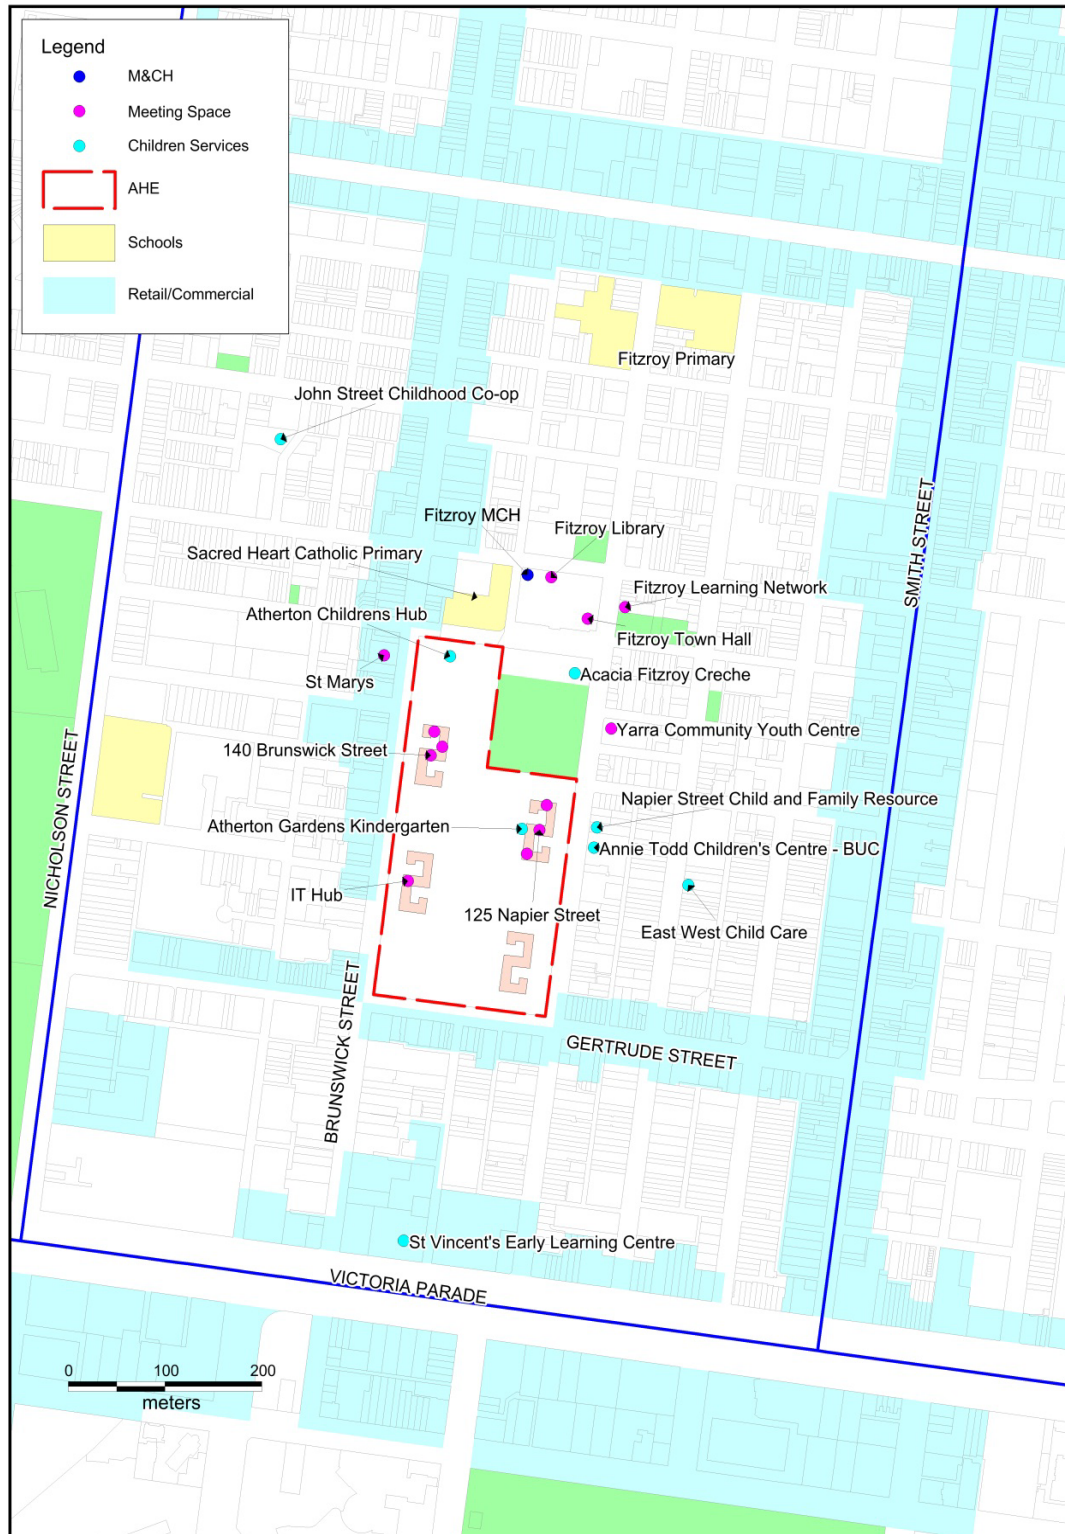 Legend
M&CH
Meeting Space
Children Services
AHE
Schools
Retail/Commercial
Fitzroy Primary
John Street Childhood Co-op
Fitzroy MCH
Fitzroy Library
Sacred Heart Catholic Primary
Fitzroy Learning Network
Atherton Childrens Hub
Fitzroy Town Hall
St Marys
Acacia Fitzroy Creche
Yarra Community Youth Centre
140 Brunswick Street
Napier Street Child and Family Resource
Atherton Gardens Kindergarten
Annie Todd Children's Centre - BUC
IT Hub
125 Napier Street
East West Child Care
SMITH STREET
NICHOLSON STREET
BRUNSWICK STREET
GERTRUDE STREET
St Vincent's Early Learning Centre
VICTORIA PARADE
0 100 200
meters